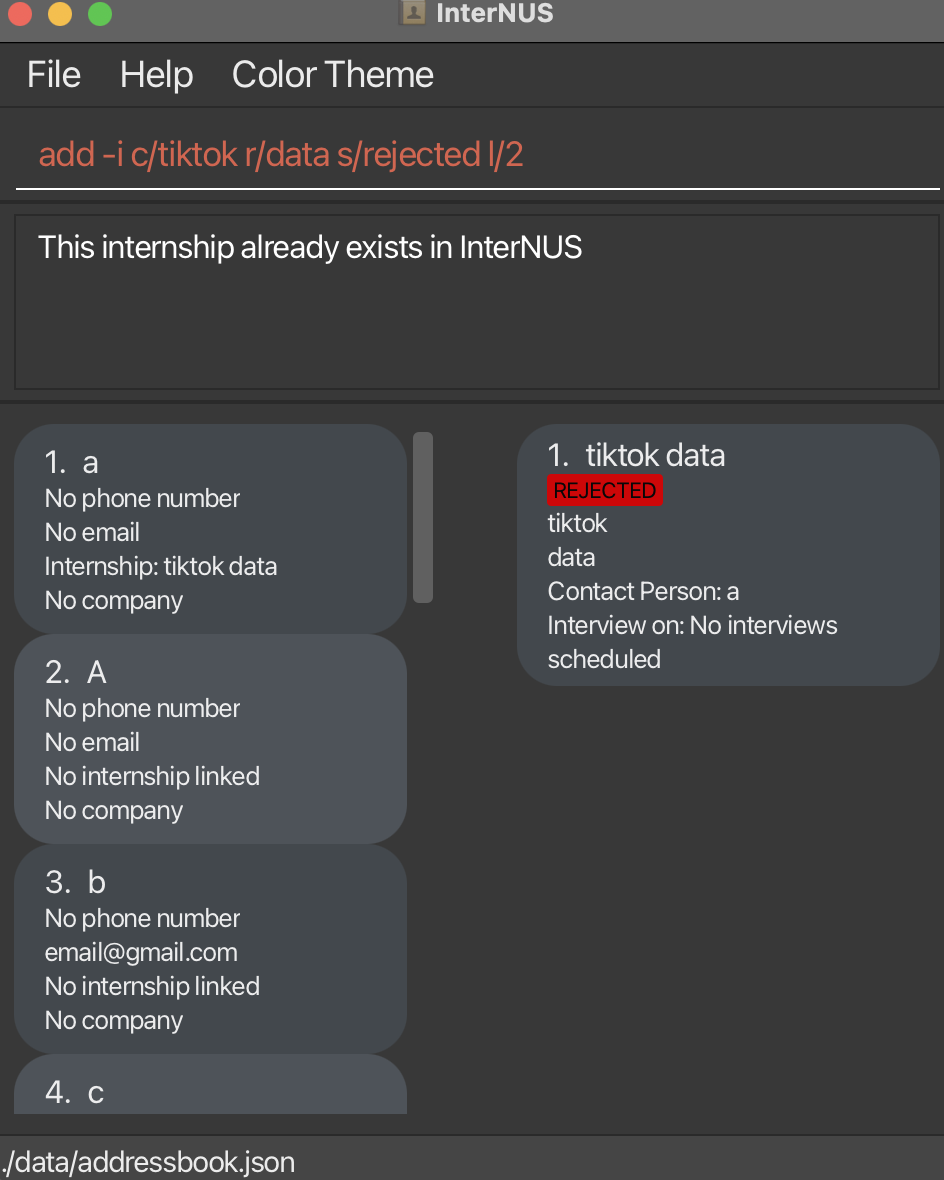 InterNUS
File Help Color Theme
add -i c/tiktok r/data s/rejected l/2
This internship already exists in InterNUS
1. a
No phone number
No email
Internship: tiktok data
No company
2. A
No phone number
No email
No internship linked
No company
3. b
No phone number
email@gmail.com
No internship linked
No company
4. c
1. tiktok data
REJECTED
tiktok
data
Contact Person: a
Interview on: No interviews
scheduled
./data/addressbook.json